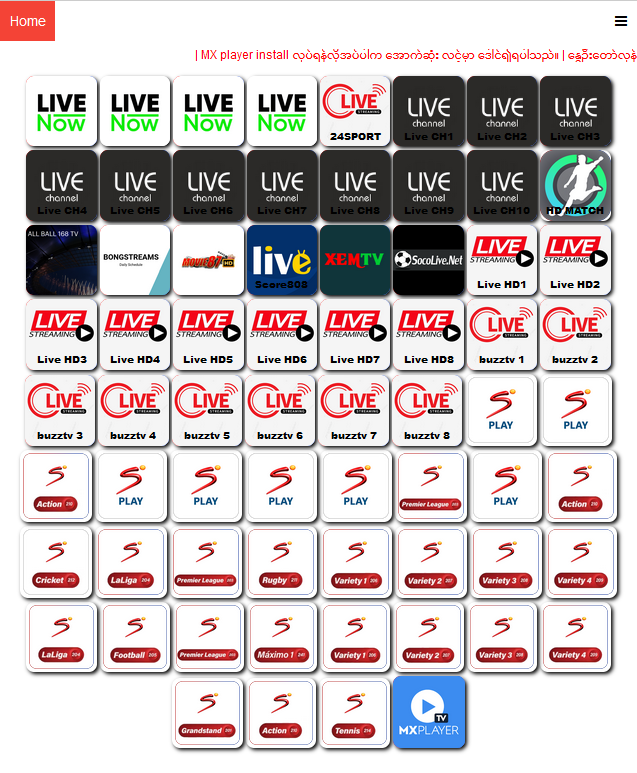 Home
| MX player install လုပ်ရန်လိုအပ်ပါက အောက်ဆုံး လင့်မှာ ဒေါင်းရှိရပါသည်။ |
LIVE Now LIVE Now LIVE Now LIVE Now LIVE STREAMING LIVE channel LIVE channel LIVE channel
24SPORT Live CH1 Live CH2 Live CH3
LIVE channel LIVE channel LIVE channel LIVE channel LIVE channel LIVE channel LIVE channel
Live CH4 Live CH5 Live CH6 Live CH7 Live CH8 Live CH9 Live CH10 HD MATCH
ALL BALL 168 TV BONGSTREAMS Daily Schedule MOVIE87 HD live XEMTV SocoLive.Net LIVE STREAMING LIVE STREAMING
Score808 Live HD1 Live HD2
LIVE STREAMING LIVE STREAMING LIVE STREAMING LIVE STREAMING LIVE STREAMING LIVE STREAMING LIVE STREAMING LIVE STREAMING
Live HD3 Live HD4 Live HD5 Live HD6 Live HD7 Live HD8 buzztv 1 buzztv 2
LIVE STREAMING LIVE STREAMING LIVE STREAMING LIVE STREAMING LIVE STREAMING LIVE STREAMING S PLAY S PLAY
buzztv 3 buzztv 4 buzztv 5 buzztv 6 buzztv 7 buzztv 8
S S S S S S S S
Action 210 PLAY PLAY PLAY PLAY Premier League 203 PLAY Action 210
S S S S S S S S
Cricket 212 LaLiga 204 Premier League 203 Rugby 211 Variety 1 206 Variety 2 207 Variety 3 208 Variety 4 209
S S S S S S S S
LaLiga 204 Football 205 Premier League 203 Máximo 1 241 Variety 1 206 Variety 2 207 Variety 3 208 Variety 4 209
S S S TV
Grandstand 201 Action 210 Tennis 214 MXPLAYER